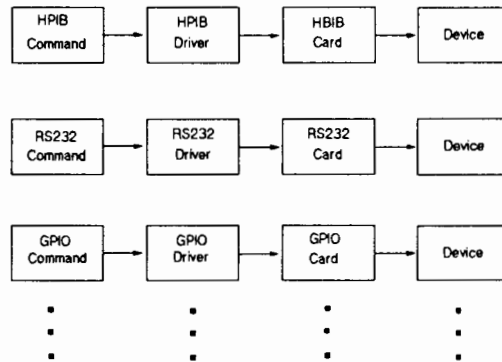 HPIB
Command
HPIB
Driver
HBIB
Card
Device
RS232
Command
RS232
Driver
RS232
Card
Device
GPIO
Command
GPIO
Driver
GPIO
Card
Device